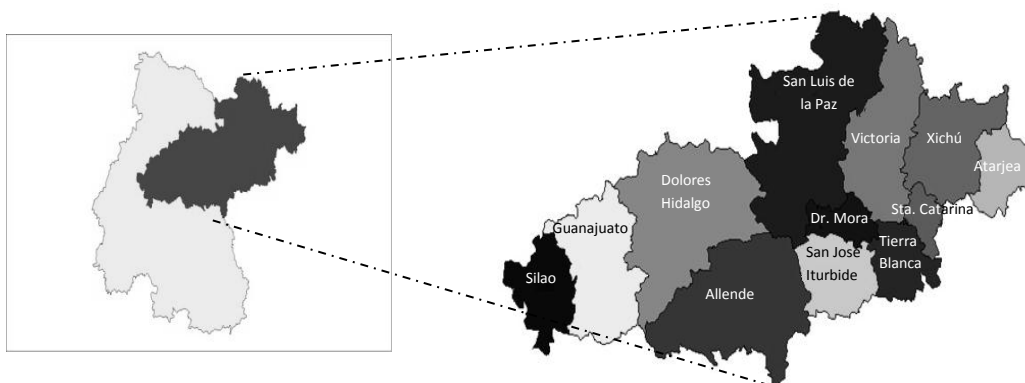 San Luis de
la Paz
Victoria
Xichú
Atarjea
Dolores
Hidalgo
Sta. Catarina
Dr. Mora
Guanajuato
Tierra
Blanca
San José
Iturbide
Silao
Allende